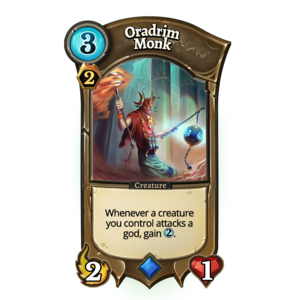 Oradrim
Monk
3
2
Creature
Whenever a creature
you control attacks a
god, gain 2.
2
1